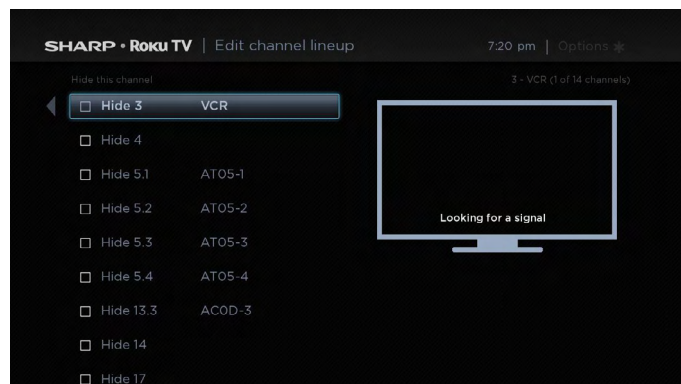 SHARP • ROKU TV | Edit channel lineup
7:20 pm | Options ✱
Hide this channel
3 - VCR (1 of 14 channels)
Hide 3 VCR
Hide 4
Hide 5.1 AT05-1
Hide 5.2 AT05-2
Hide 5.3 AT05-3
Hide 5.4 AT05-4
Hide 13.3 AC0D-3
Hide 14
Hide 17
Looking for a signal